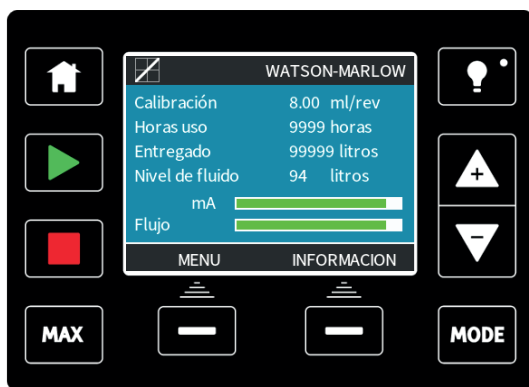 WATSON-MARLOW
Calibración 8.00 ml/rev
Horas uso 9999 horas
Entregado 99999 litros
Nivel de fluido 94 litros
mA
Flujo
MENU INFORMACION
+
−
MAX
MODE